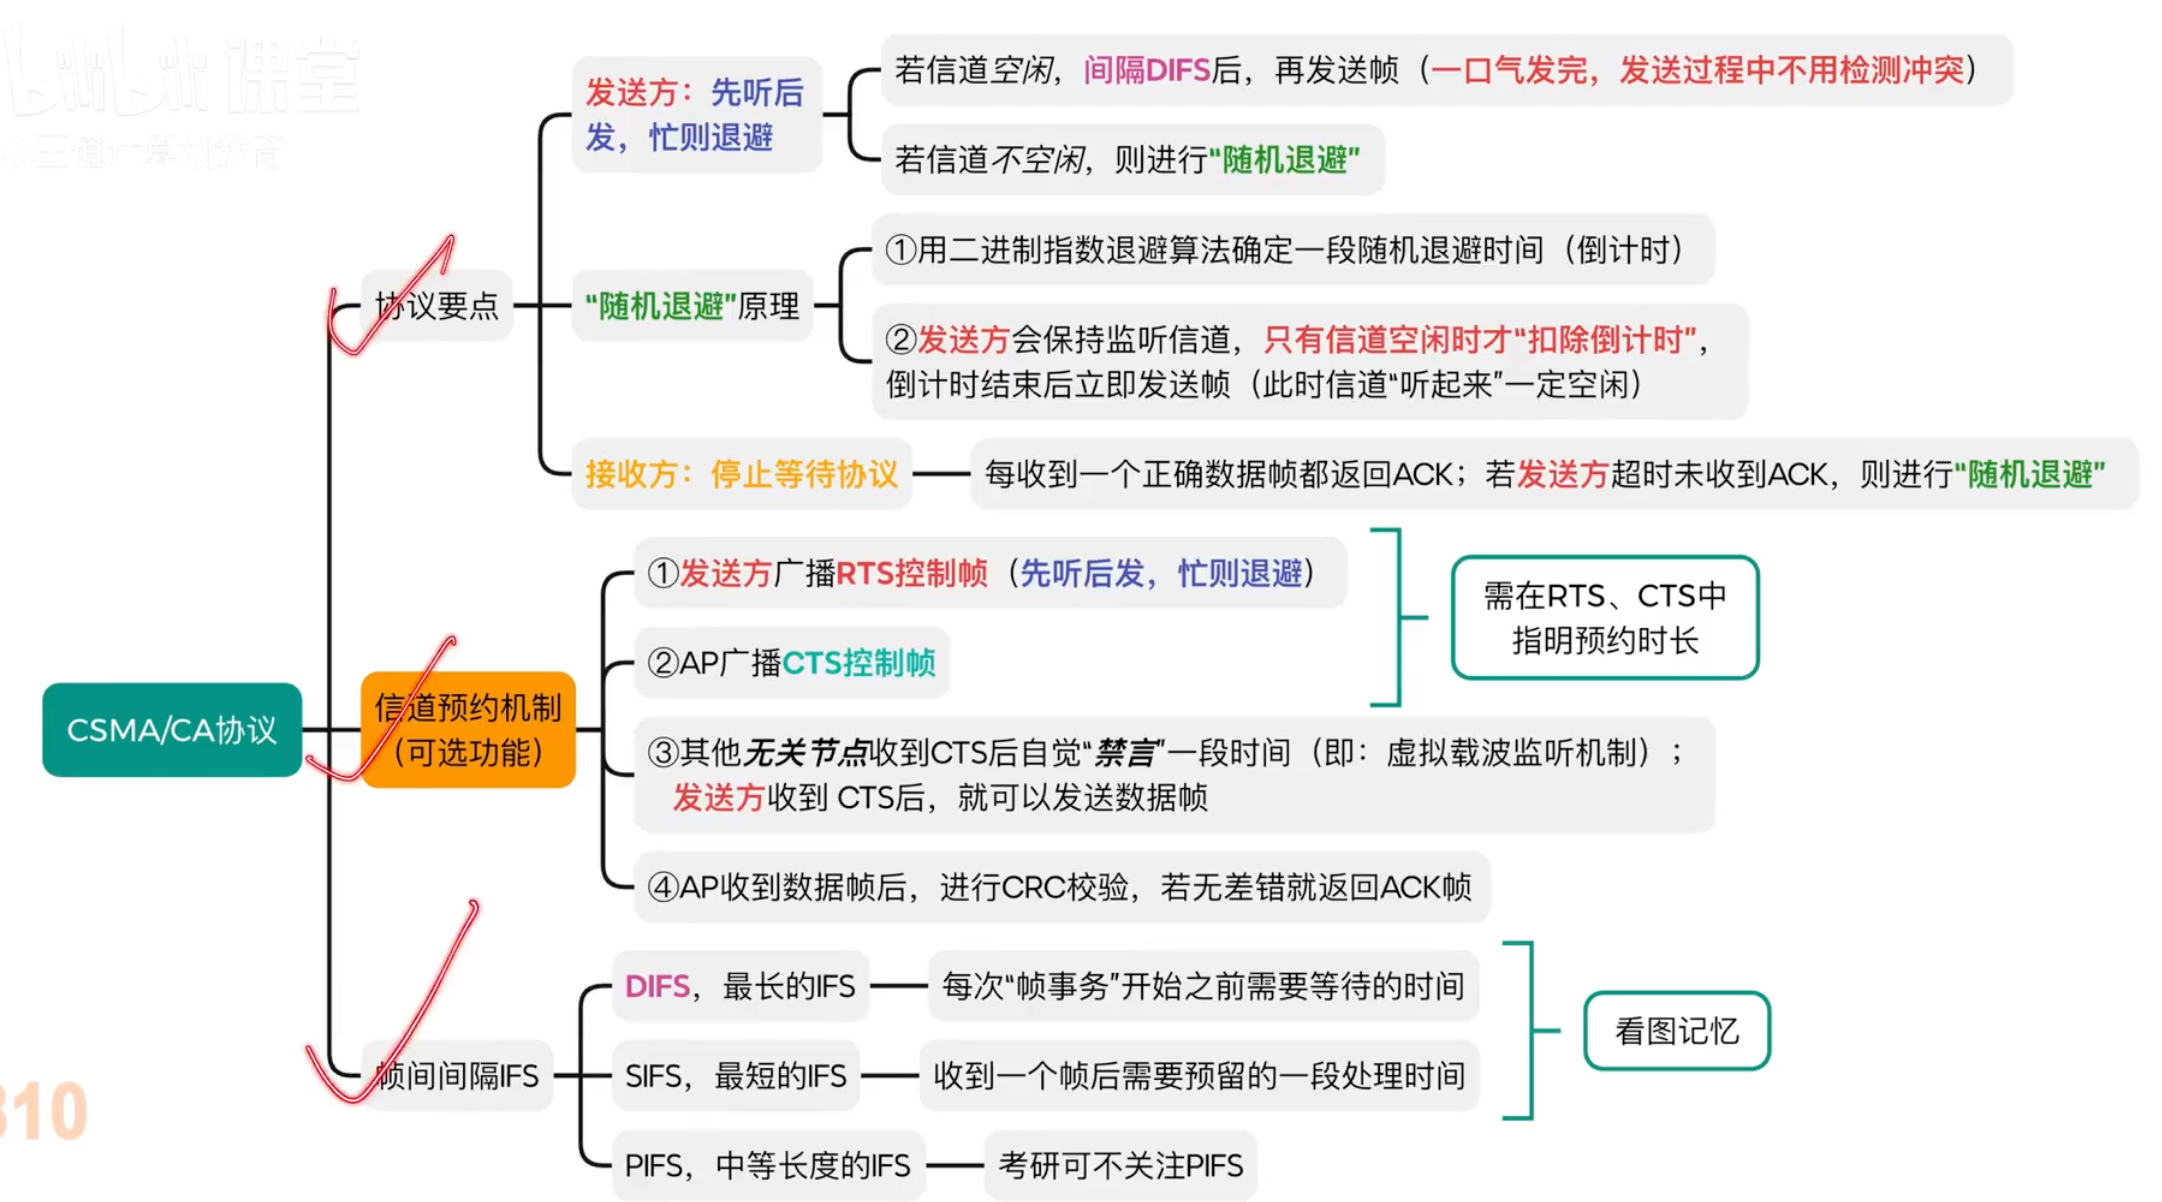 bilibili课堂
王道计算机教育
发送方：先听后
发，忙则退避
若信道空闲，间隔DIFS后，再发送帧（一口气发完，发送过程中不用检测冲突）
若信道不空闲，则进行“随机退避”
协议要点
“随机退避”原理
①用二进制指数退避算法确定一段随机退避时间（倒计时）
②发送方会保持监听信道，只有信道空闲时才“扣除倒计时”，
倒计时结束后立即发送帧（此时信道“听起来”一定空闲）
接收方：停止等待协议
每收到一个正确数据帧都返回ACK；若发送方超时未收到ACK，则进行“随机退避”
CSMA/CA协议
信道预约机制
（可选功能）
①发送方广播RTS控制帧（先听后发，忙则退避）
②AP广播CTS控制帧
需在RTS、CTS中
指明预约时长
③其他无关节点收到CTS后自觉“禁言”一段时间（即：虚拟载波监听机制）；
发送方收到 CTS后，就可以发送数据帧
④AP收到数据帧后，进行CRC校验，若无差错就返回ACK帧
帧间间隔IFS
DIFS，最长的IFS
每次“帧事务”开始之前需要等待的时间
SIFS，最短的IFS
收到一个帧后需要预留的一段处理时间
看图记忆
PIFS，中等长度的IFS
考研可不关注PIFS
310